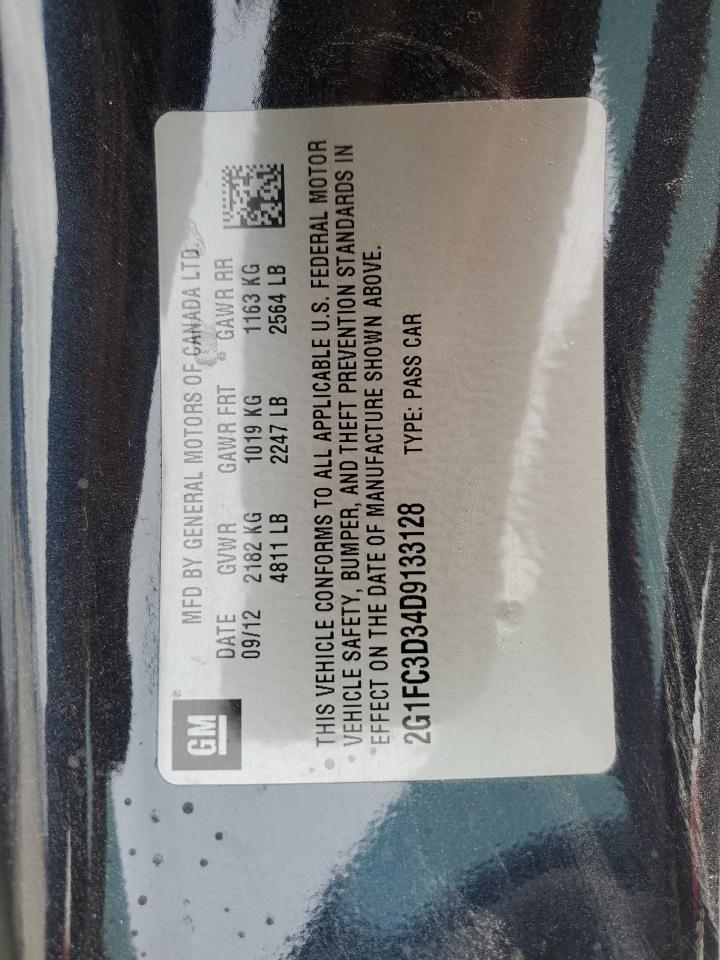 GM®
MFD BY GENERAL MOTORS OF CANADA LTD.
DATE GVWR GAWR FRT GAWR RR
09/12 2182 KG 1019 KG 1163 KG
4811 LB 2247 LB 2564 LB
THIS VEHICLE CONFORMS TO ALL APPLICABLE U.S. FEDERAL MOTOR
VEHICLE SAFETY, BUMPER, AND THEFT PREVENTION STANDARDS IN
EFFECT ON THE DATE OF MANUFACTURE SHOWN ABOVE.
2G1FC3D34D9133128 TYPE: PASS CAR